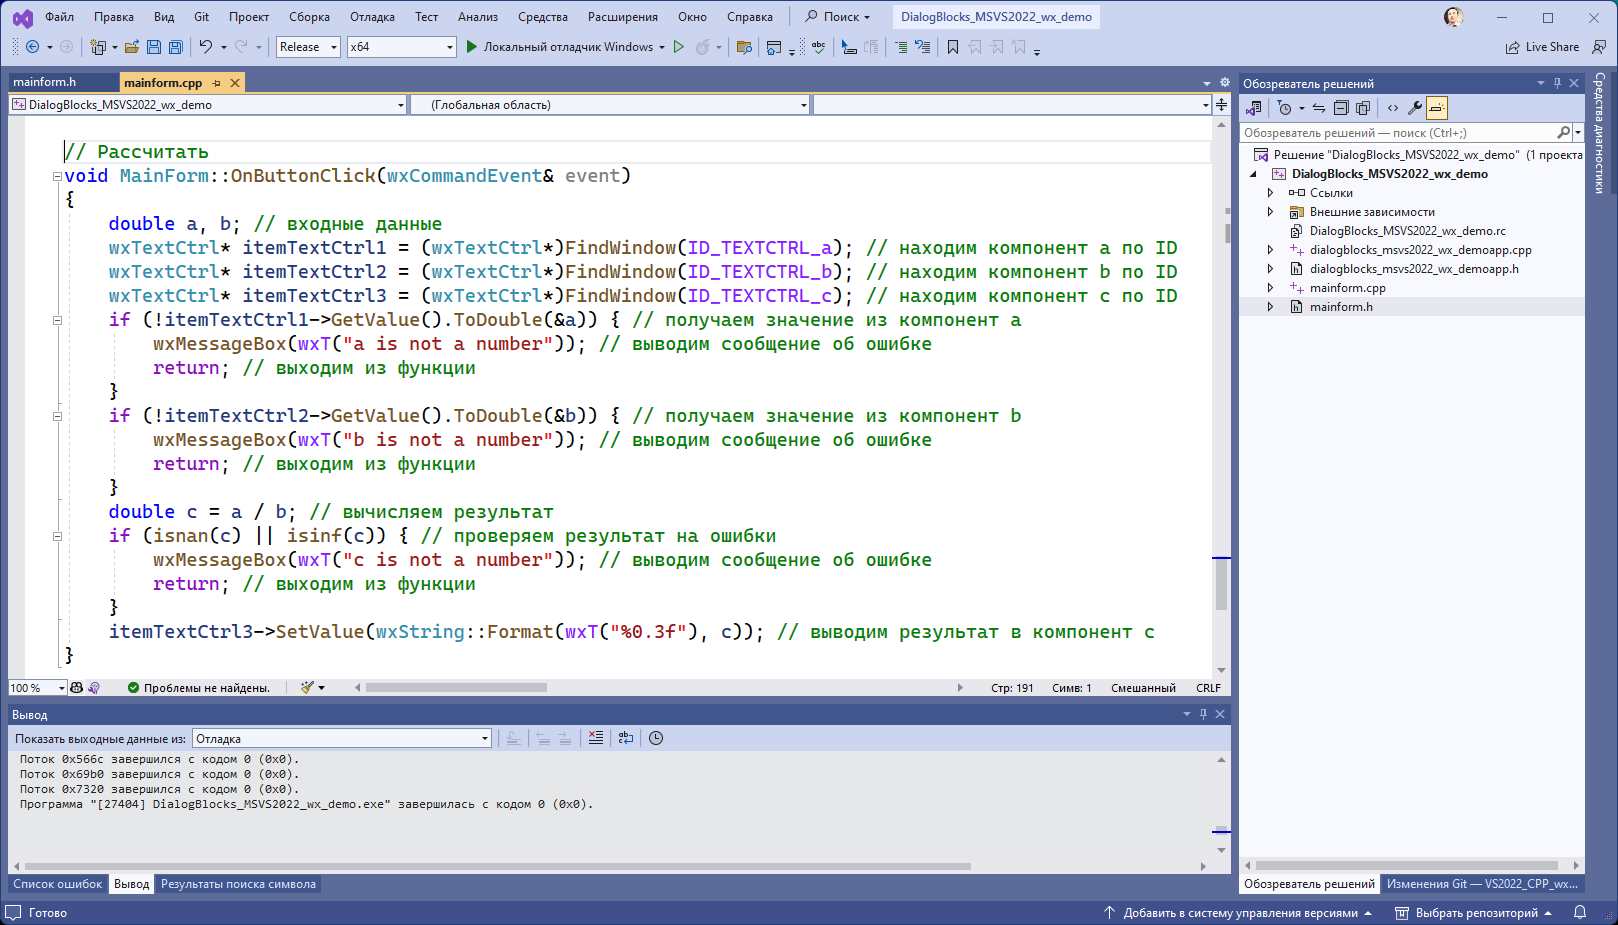 Файл Правка Вид Git Проект Сборка Отладка Тест Анализ Средства Расширения Окно Справка Поиск DialogBlocks_MSVS2022_wx_demo
Release x64 Локальный отладчик Windows Live Share
mainform.h mainform.cpp
DialogBlocks_MSVS2022_wx_demo (Глобальная область)
// Рассчитать
void MainForm::OnButtonClick(wxCommandEvent& event)
{
double a, b; // входные данные
wxTextCtrl* itemTextCtrl1 = (wxTextCtrl*)FindWindow(ID_TEXTCTRL_a); // находим компонент a по ID
wxTextCtrl* itemTextCtrl2 = (wxTextCtrl*)FindWindow(ID_TEXTCTRL_b); // находим компонент b по ID
wxTextCtrl* itemTextCtrl3 = (wxTextCtrl*)FindWindow(ID_TEXTCTRL_c); // находим компонент c по ID
if (!itemTextCtrl1->GetValue().ToDouble(&a)) { // получаем значение из компонент a
wxMessageBox(wxT("a is not a number")); // выводим сообщение об ошибке
return; // выходим из функции
}
if (!itemTextCtrl2->GetValue().ToDouble(&b)) { // получаем значение из компонент b
wxMessageBox(wxT("b is not a number")); // выводим сообщение об ошибке
return; // выходим из функции
}
double c = a / b; // вычисляем результат
if (isnan(c) || isinf(c)) { // проверяем результат на ошибки
wxMessageBox(wxT("c is not a number")); // выводим сообщение об ошибке
return; // выходим из функции
}
itemTextCtrl3->SetValue(wxString::Format(wxT("%0.3f"), c)); // выводим результат в компонент c
}
100 % Проблемы не найдены. Стр: 191 Симв: 1 Смешанный CRLF
Вывод
Показать выходные данные из: Отладка
Поток 0x566c завершился с кодом 0 (0x0).
Поток 0x69b0 завершился с кодом 0 (0x0).
Поток 0x7320 завершился с кодом 0 (0x0).
Программа "[27404] DialogBlocks_MSVS2022_wx_demo.exe" завершилась с кодом 0 (0x0).
Список ошибок Вывод Результаты поиска символа
Обозреватель решений
Обозреватель решений — поиск (Ctrl+;)
Решение "DialogBlocks_MSVS2022_wx_demo" (1 проекта
DialogBlocks_MSVS2022_wx_demo
Ссылки
Внешние зависимости
DialogBlocks_MSVS2022_wx_demo.rc
dialogblocks_msvs2022_wx_demoapp.cpp
dialogblocks_msvs2022_wx_demoapp.h
mainform.cpp
mainform.h
Обозреватель решений Изменения Git — VS2022_CPP_wx...
Средства диагностики
Готово Добавить в систему управления версиями Выбрать репозиторий